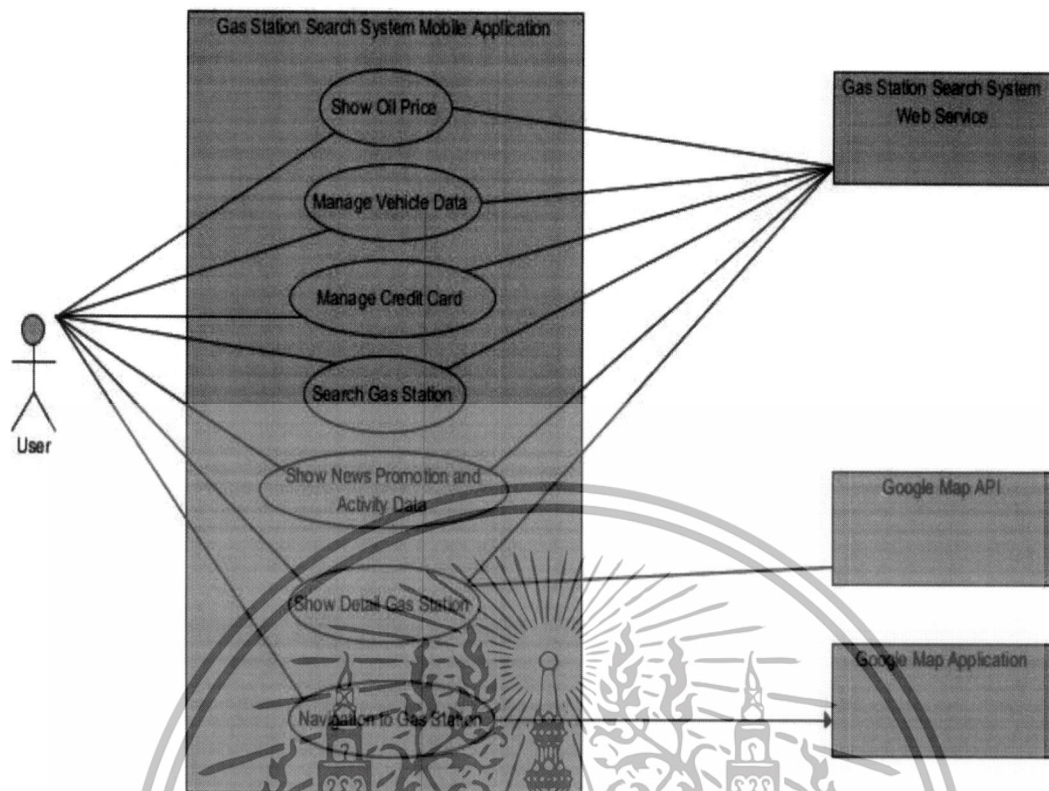 Gas Station Search System Mobile Application
Show Oil Price
Gas Station Search System
Web Service
Manage Vehicle Data
Manage Credit Card
Search Gas Station
User
Show News Promotion and
Activity Data
Google Map API
Show Detail Gas Station
Google Map Application
Navigation to Gas Station